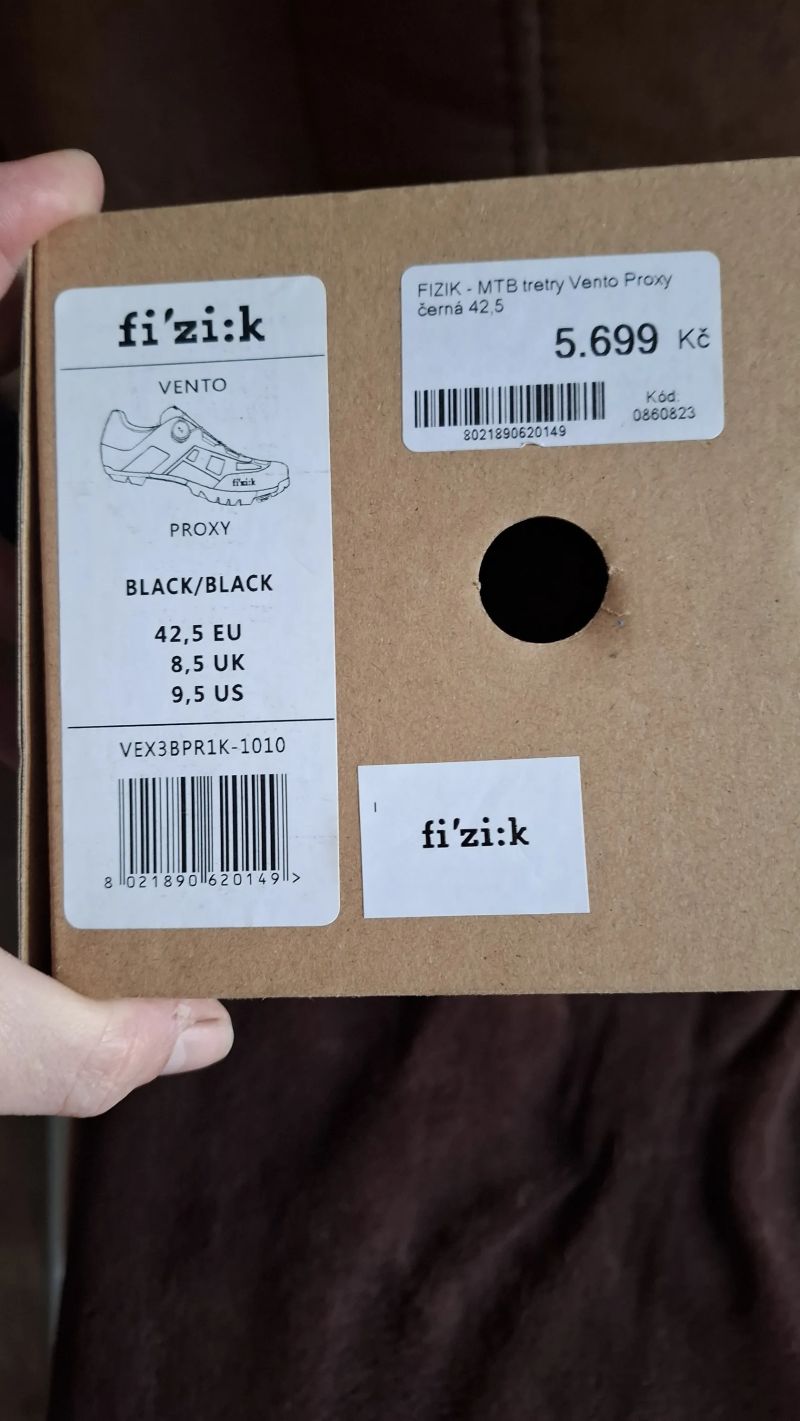 fi'zi:k
VENTO
fi'zi:k
PROXY
BLACK/BLACK
42,5 EU
8,5 UK
9,5 US
VEX3BPR1K-1010
8 021890 620149 >
FIZIK - MTB tretry Vento Proxy
černá 42,5
5.699 Kč
Kód:
0860823
8021890620149
fi'zi:k